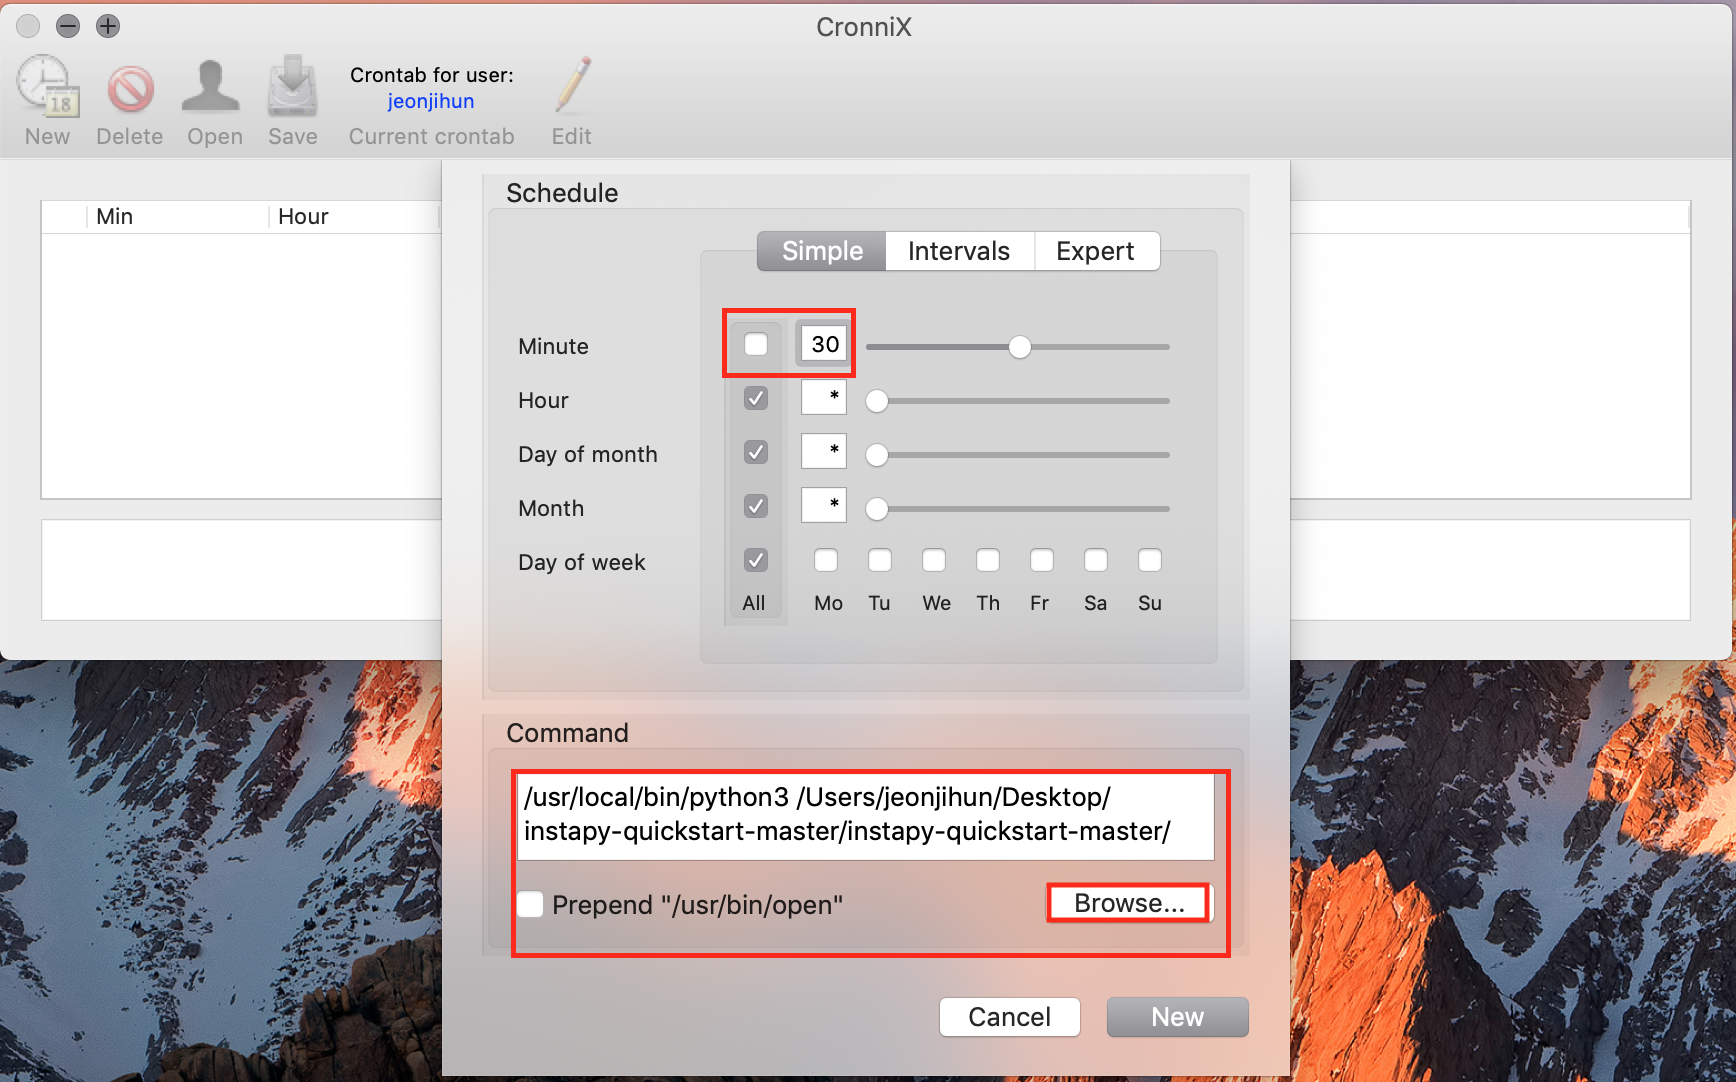 CronniX
18
Crontab for user:
jeonjihun
New Delete Open Save Current crontab Edit
Min Hour
Schedule
Simple Intervals Expert
Minute 30
Hour *
Day of month *
Month *
Day of week
All Mo Tu We Th Fr Sa Su
Command
/usr/local/bin/python3 /Users/jeonjihun/Desktop/
instapy-quickstart-master/instapy-quickstart-master/
Prepend "/usr/bin/open" Browse...
Cancel New